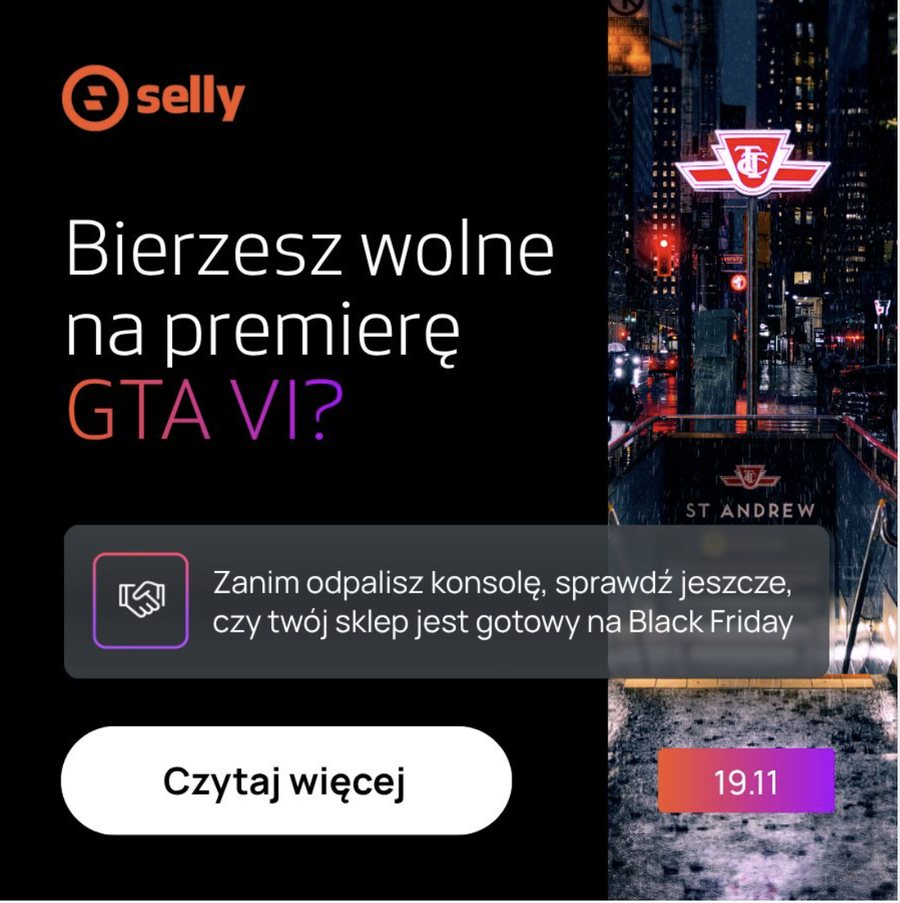 selly
Bierzesz wolne
na premierę
GTA VI?
TTC
ST ANDREW
Zanim odpalisz konsolę, sprawdź jeszcze,
czy twój sklep jest gotowy na Black Friday
Czytaj więcej
19.11